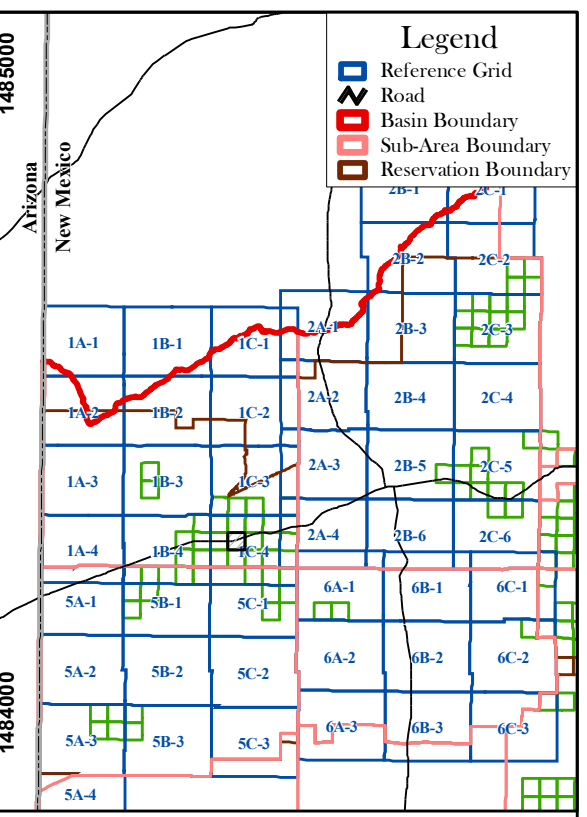 Legend
Reference Grid
Road
Basin Boundary
Sub-Area Boundary
Reservation Boundary
1485000
Arizona
New Mexico
1484000
2B-1 2C-1
2B-2 2C-2
2A-1 2B-3 2C-3
1A-1 1B-1 1C-1
2A-2 2B-4 2C-4
1A-2 1B-2 1C-2
2A-3 2B-5 2C-5
1A-3 1B-3 1C-3
2A-4 2B-6 2C-6
1A-4 1B-4 1C-4
6A-1 6B-1 6C-1
5A-1 5B-1 5C-1
6A-2 6B-2 6C-2
5A-2 5B-2 5C-2
6A-3 6B-3 6C-3
5A-3 5B-3 5C-3
5A-4